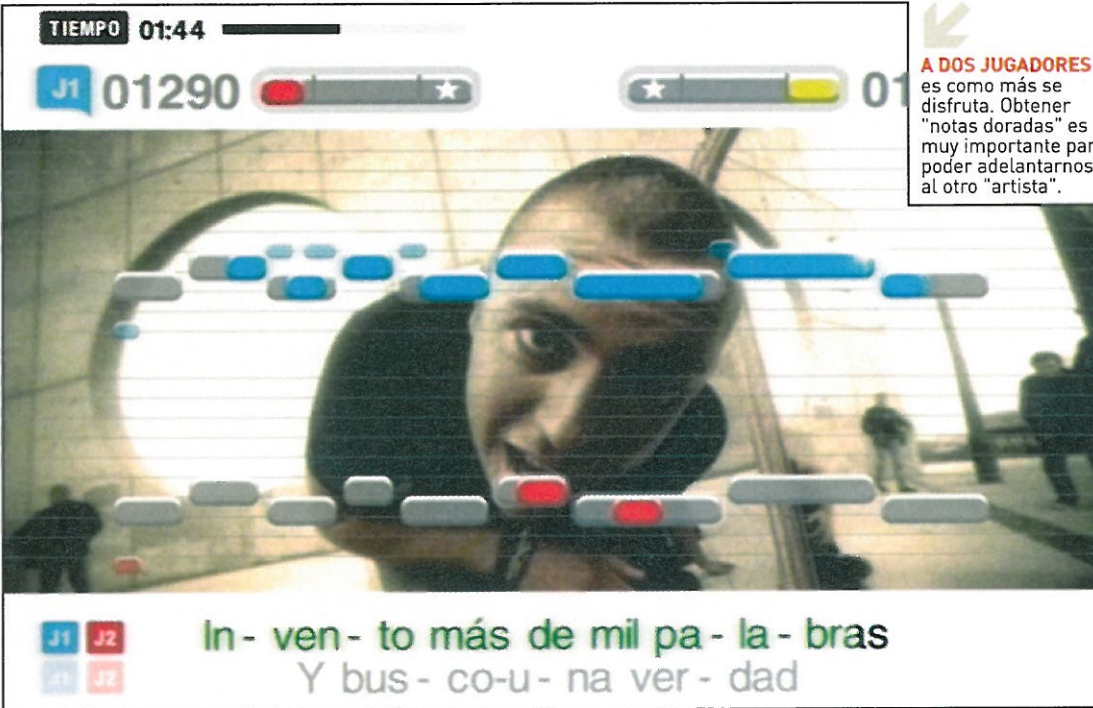 TIEMPO 01:44
J1 01290
01
A DOS JUGADORES
es como más se
disfruta. Obtener
"notas doradas" es
muy importante par
poder adelantarnos
al otro "artista".
J1 J2 In- ven- to más de mil pa- la- bras
J1 J2 Y bus- co-u- na ver- dad